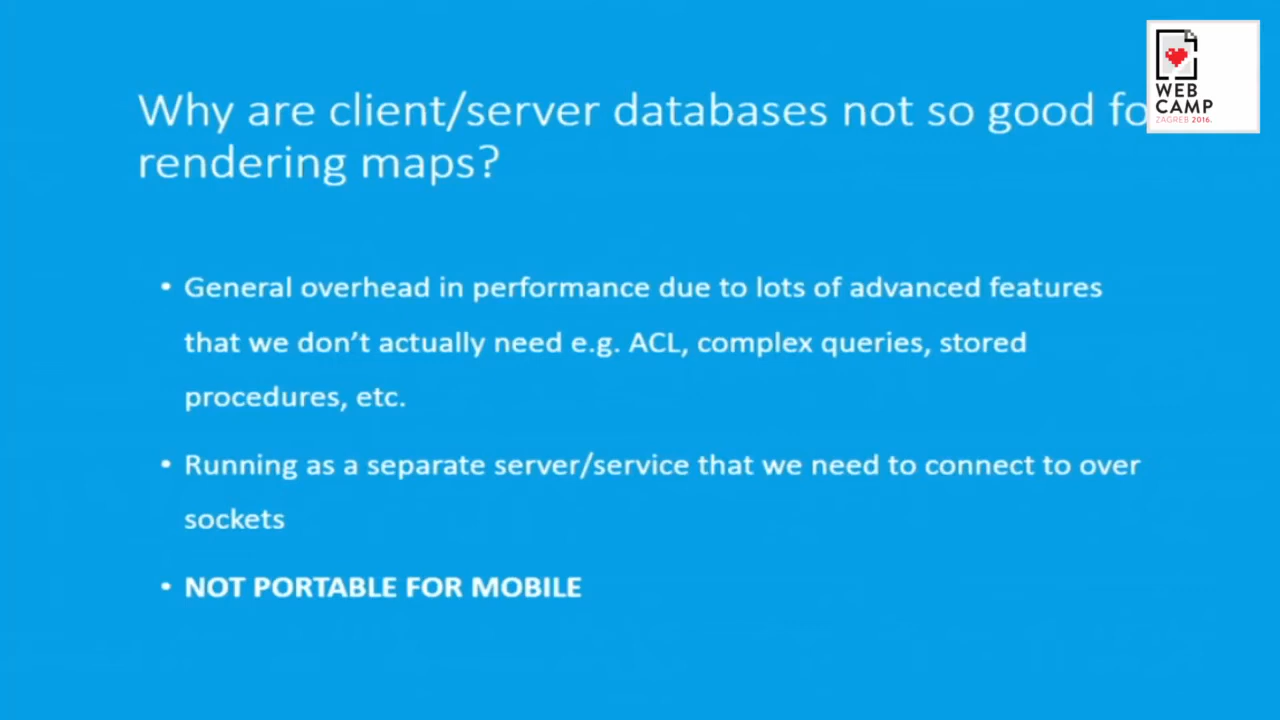 Why are client/server databases not so good fo
rendering maps?
• General overhead in performance due to lots of advanced features
that we don't actually need e.g. ACL, complex queries, stored
procedures, etc.
• Running as a separate server/service that we need to connect to over
sockets
• NOT PORTABLE FOR MOBILE
WEB
CAMP
ZAGREB 2016.